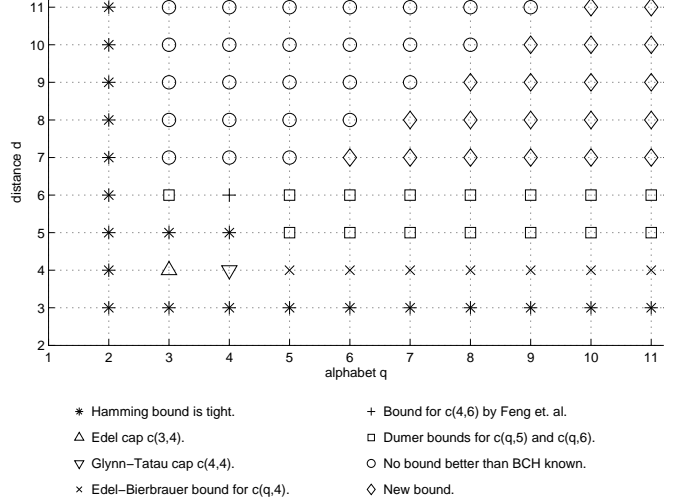 11
10
9
8
7
6
5
4
3
2
distance d
1 2 3 4 5 6 7 8 9 10 11
alphabet q
Hamming bound is tight.
Edel cap c(3,4).
Glynn−Tatau cap c(4,4).
Edel−Bierbrauer bound for c(q,4).
Bound for c(4,6) by Feng et. al.
Dumer bounds for c(q,5) and c(q,6).
No bound better than BCH known.
New bound.